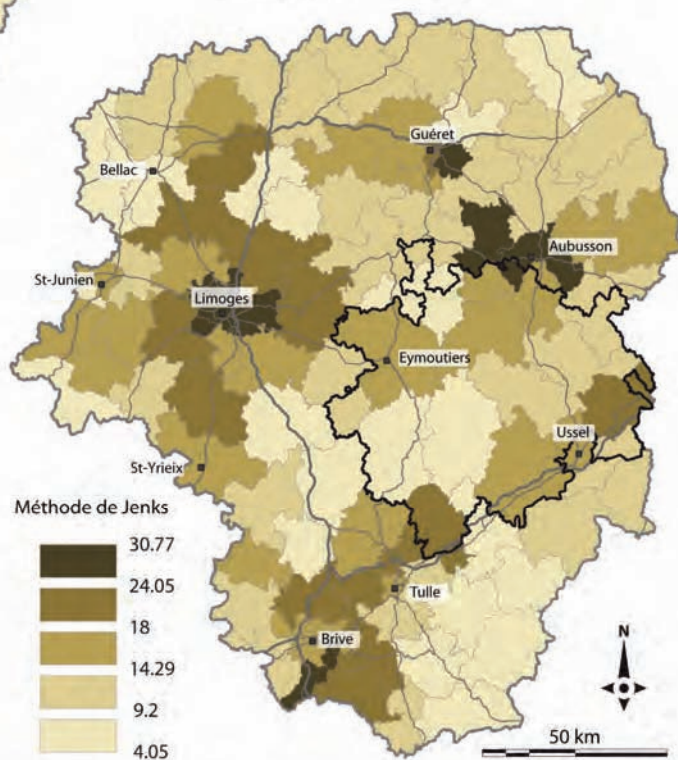 Guéret
Bellac
Aubusson
St-Junien
Limoges
Eymoutiers
Ussel
St-Yrieix
Méthode de Jenks
30.77
24.05
18
14.29
9.2
4.05
Tulle
Brive
N
50 km